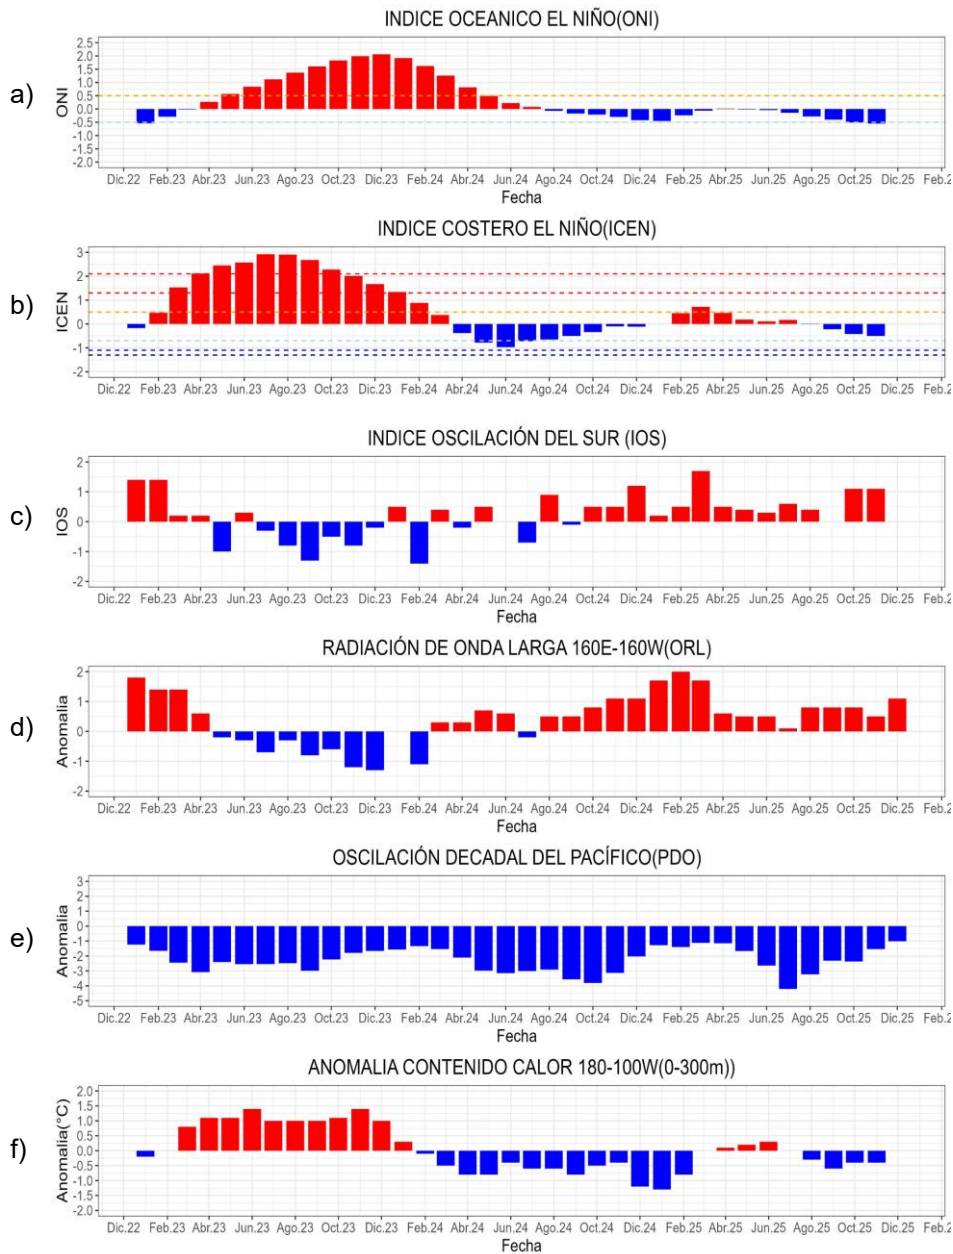 INDICE OCEANICO EL NIÑO(ONI)
a)
ONI
2.5
2.0
1.5
1.0
0.5
0.0
-0.5
-1.0
-1.5
-2.0
Dic.22 Feb.23 Abr.23 Jun.23 Ago.23 Oct.23 Dic.23 Feb.24 Abr.24 Jun.24 Ago.24 Oct.24 Dic.24 Feb.25 Abr.25 Jun.25 Ago.25 Oct.25 Dic.25 Feb.2
Fecha
INDICE COSTERO EL NIÑO(ICEN)
b)
ICEN
3
2
1
0
-1
-2
Dic.22 Feb.23 Abr.23 Jun.23 Ago.23 Oct.23 Dic.23 Feb.24 Abr.24 Jun.24 Ago.24 Oct.24 Dic.24 Feb.25 Abr.25 Jun.25 Ago.25 Oct.25 Dic.25 Feb.2
Fecha
INDICE OSCILACIÓN DEL SUR (IOS)
c)
IOS
2
1
0
-1
-2
Dic.22 Feb.23 Abr.23 Jun.23 Ago.23 Oct.23 Dic.23 Feb.24 Abr.24 Jun.24 Ago.24 Oct.24 Dic.24 Feb.25 Abr.25 Jun.25 Ago.25 Oct.25 Dic.25 Feb.2
Fecha
RADIACIÓN DE ONDA LARGA 160E-160W(ORL)
d)
Anomalia
2
1
0
-1
-2
Dic.22 Feb.23 Abr.23 Jun.23 Ago.23 Oct.23 Dic.23 Feb.24 Abr.24 Jun.24 Ago.24 Oct.24 Dic.24 Feb.25 Abr.25 Jun.25 Ago.25 Oct.25 Dic.25 Feb.2
Fecha
OSCILACIÓN DECADAL DEL PACÍFICO(PDO)
e)
Anomalia
3
2
1
0
-1
-2
-3
-4
-5
Dic.22 Feb.23 Abr.23 Jun.23 Ago.23 Oct.23 Dic.23 Feb.24 Abr.24 Jun.24 Ago.24 Oct.24 Dic.24 Feb.25 Abr.25 Jun.25 Ago.25 Oct.25 Dic.25 Feb.2
Fecha
ANOMALIA CONTENIDO CALOR 180-100W(0-300m))
f)
Anomalia(°C)
2.0
1.5
1.0
0.5
0.0
-0.5
-1.0
-1.5
-2.0
Dic.22 Feb.23 Abr.23 Jun.23 Ago.23 Oct.23 Dic.23 Feb.24 Abr.24 Jun.24 Ago.24 Oct.24 Dic.24 Feb.25 Abr.25 Jun.25 Ago.25 Oct.25 Dic.25 Feb.2
Fecha